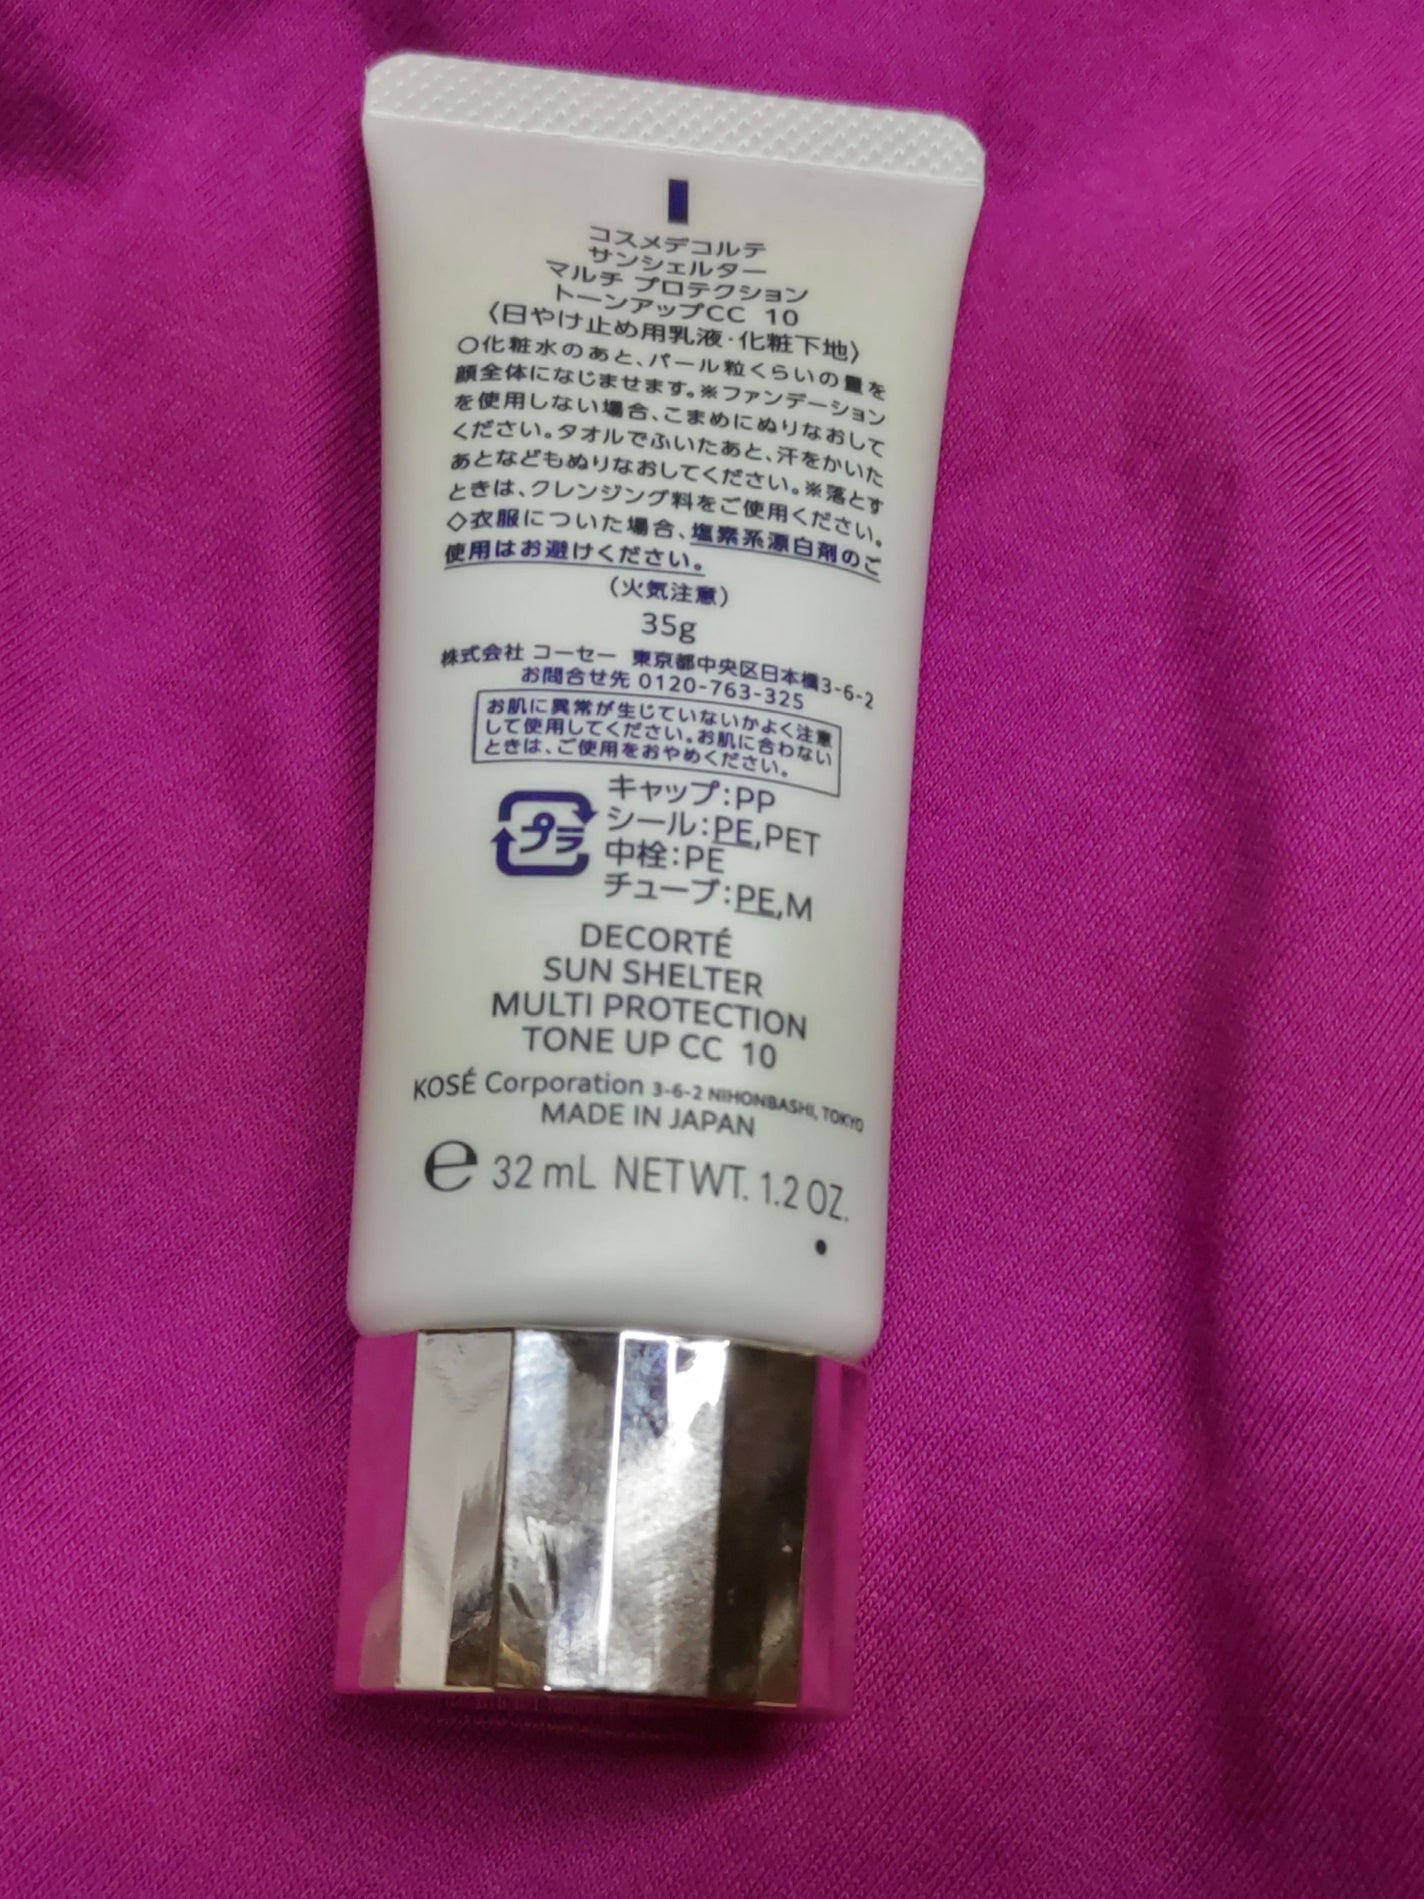 コスメデコルテ
サンシェルター
マルチ プロテクション
トーンアップCC 10
〈日やけ止め用乳液・化粧下地〉
○化粧水のあと、パール粒くらいの量を
顔全体になじませます。※ファンデーション
を使用しない場合、こまめにぬりなおして
ください。タオルでふいたあと、汗をかいた
あとなどもぬりなおしてください。※落とす
ときは、クレンジング料をご使用ください。
◇衣服についた場合、塩素系漂白剤のご
使用はお避けください。
(火気注意)
35g
株式会社 コーセー 東京都中央区日本橋3-6-2
お問合せ先 0120-763-325
お肌に異常が生じていないかよく注意
して使用してください。お肌に合わない
ときは、ご使用をおやめください。
キャップ:PP
プラ シール:PE,PET
中栓:PE
チューブ:PE,M
DECORTÉ
SUN SHELTER
MULTI PROTECTION
TONE UP CC 10
KOSÉ Corporation 3-6-2 NIHONBASHI, TOKYO
MADE IN JAPAN
℮ 32 mL NET WT. 1.2 OZ.